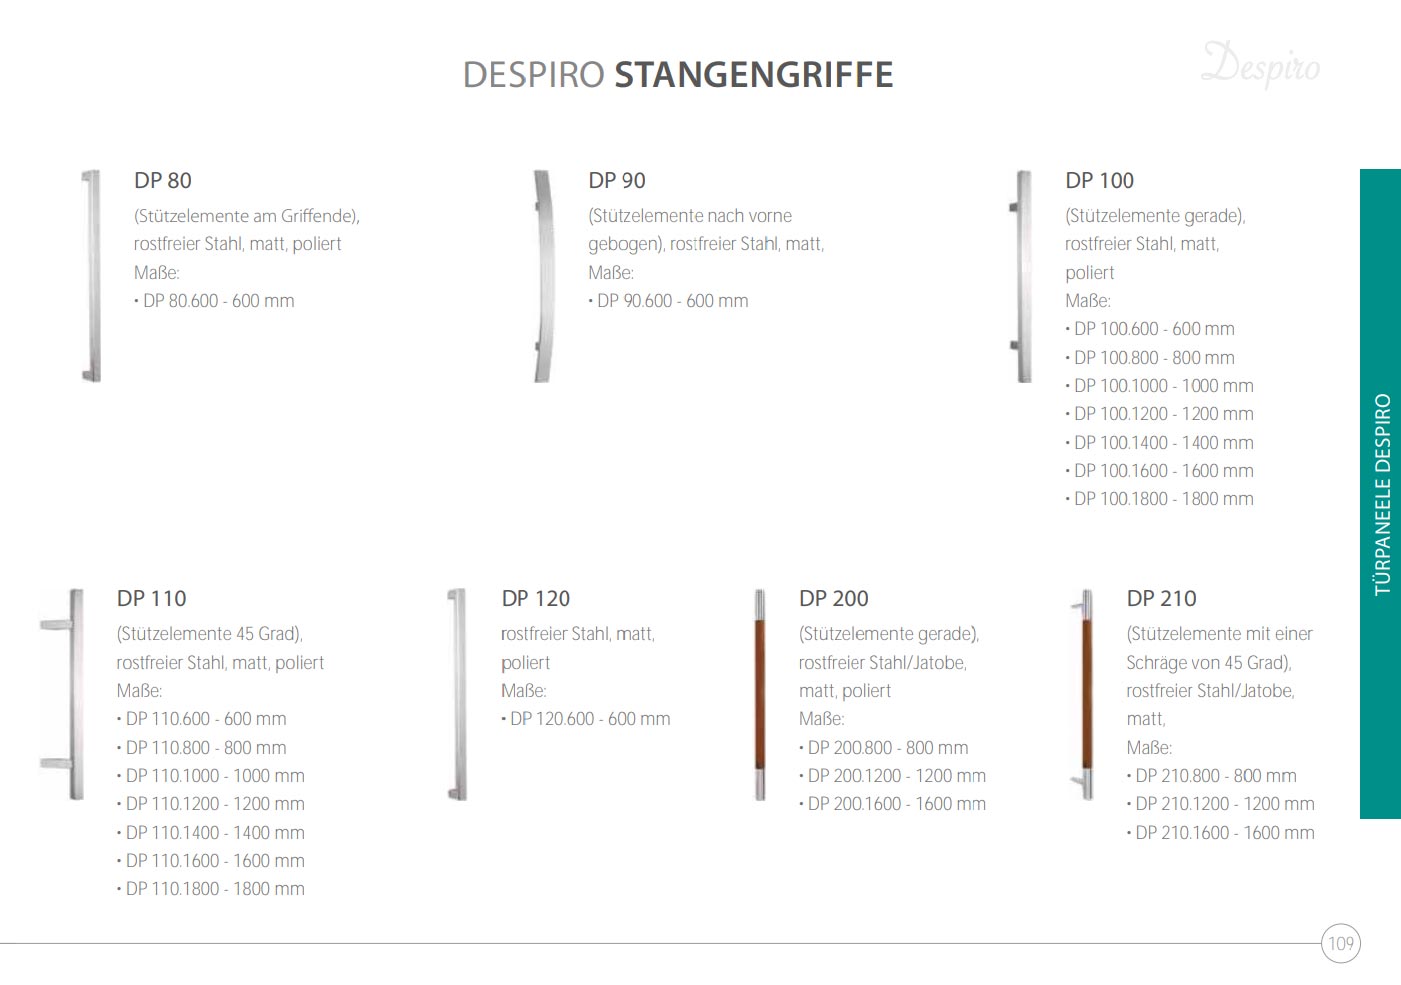 DESPIRO STANGENGRIFFE
Despiro
DP 80
(Stützelemente am Griffende),
rostfreier Stahl, matt, poliert
Maße:
• DP 80.600 - 600 mm
DP 90
(Stützelemente nach vorne
gebogen), rostfreier Stahl, matt,
Maße:
• DP 90.600 - 600 mm
DP 100
(Stützelemente gerade),
rostfreier Stahl, matt,
poliert
Maße:
• DP 100.600 - 600 mm
• DP 100.800 - 800 mm
• DP 100.1000 - 1000 mm
• DP 100.1200 - 1200 mm
• DP 100.1400 - 1400 mm
• DP 100.1600 - 1600 mm
• DP 100.1800 - 1800 mm
TÜRPANEELE DESPIRO
DP 110
(Stützelemente 45 Grad),
rostfreier Stahl, matt, poliert
Maße:
• DP 110.600 - 600 mm
• DP 110.800 - 800 mm
• DP 110.1000 - 1000 mm
• DP 110.1200 - 1200 mm
• DP 110.1400 - 1400 mm
• DP 110.1600 - 1600 mm
• DP 110.1800 - 1800 mm
DP 120
rostfreier Stahl, matt,
poliert
Maße:
• DP 120.600 - 600 mm
DP 200
(Stützelemente gerade),
rostfreier Stahl/Jatobe,
matt, poliert
Maße:
• DP 200.800 - 800 mm
• DP 200.1200 - 1200 mm
• DP 200.1600 - 1600 mm
DP 210
(Stützelemente mit einer
Schräge von 45 Grad),
rostfreier Stahl/Jatobe,
matt,
Maße:
• DP 210.800 - 800 mm
• DP 210.1200 - 1200 mm
• DP 210.1600 - 1600 mm
109